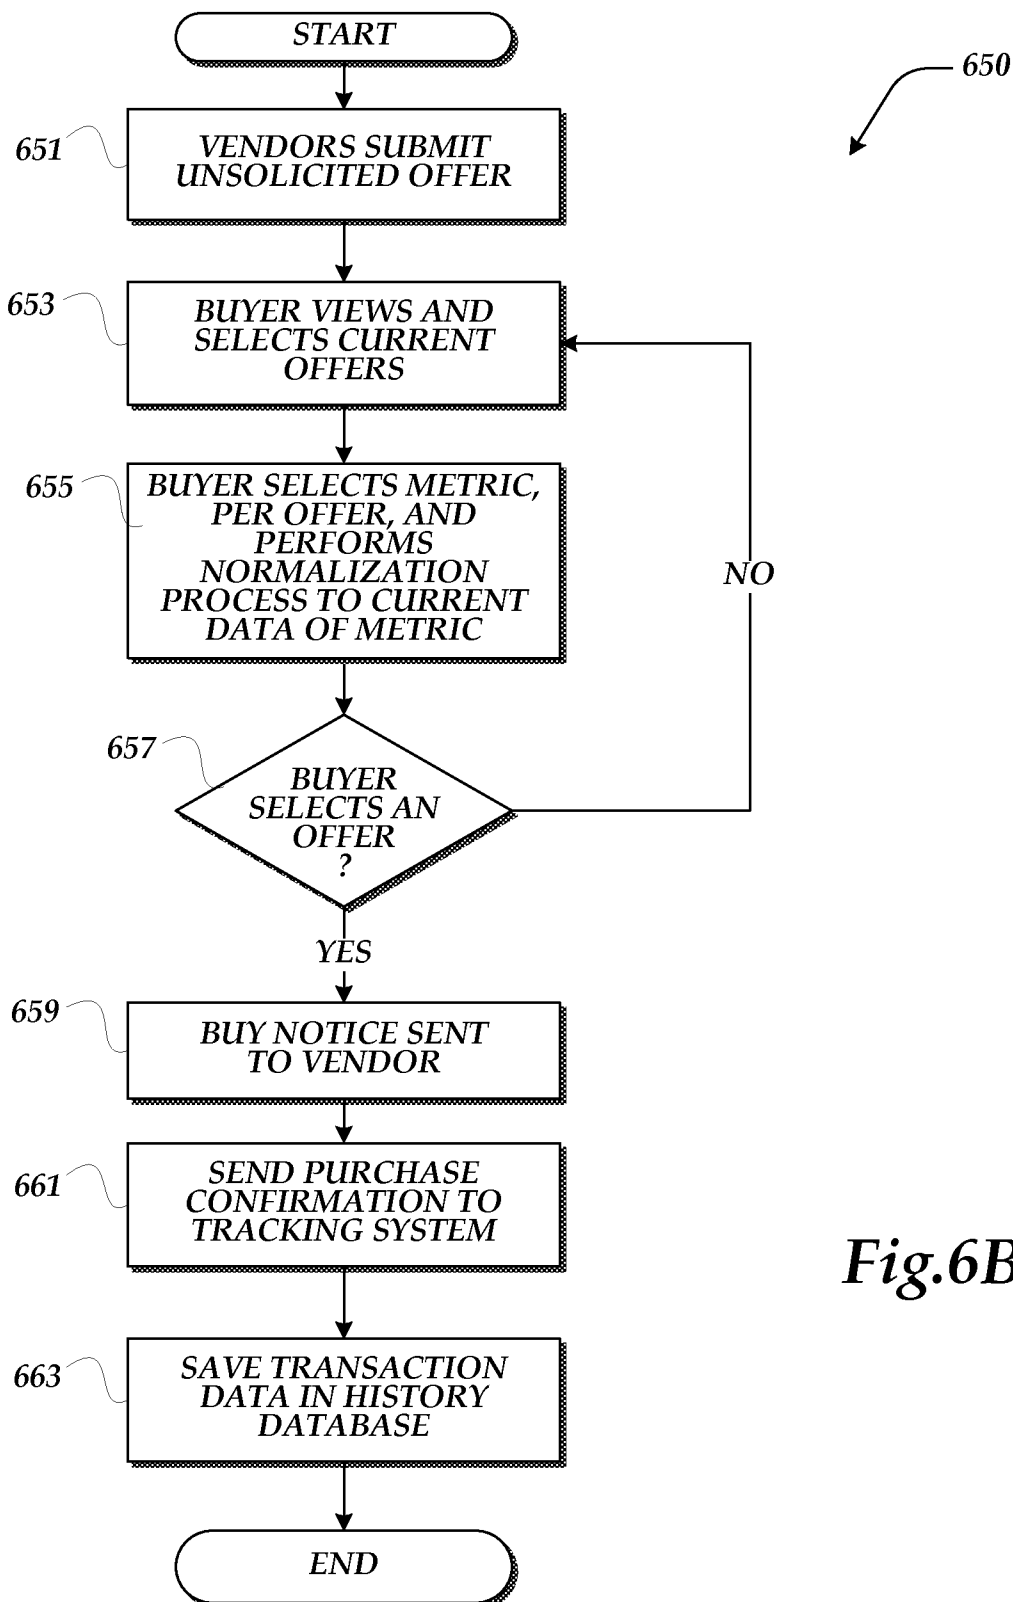 START
650
651
VENDORS SUBMIT
UNSOLICITED OFFER
653
BUYER VIEWS AND
SELECTS CURRENT
OFFERS
655
BUYER SELECTS METRIC,
PER OFFER, AND
PERFORMS
NORMALIZATION
PROCESS TO CURRENT
DATA OF METRIC
NO
657
BUYER
SELECTS AN
OFFER
?
YES
659
BUY NOTICE SENT
TO VENDOR
661
SEND PURCHASE
CONFIRMATION TO
TRACKING SYSTEM
Fig.6B
663
SAVE TRANSACTION
DATA IN HISTORY
DATABASE
END